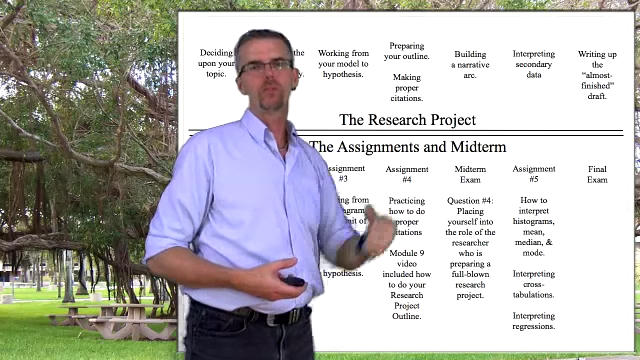 Deciding
upon your
topic.
the
Working from
your model to
hypothesis.
Preparing
your outline.
Making
proper
citations.
Building
a narrative
arc.
Interpreting
secondary
data
Writing up
the
“almost-
finished”
draft.
The Research Project
The Assignments and Midterm
#3
from
hypothesis.
Assignment
#4
Practicing
how to do
proper
citations
Module 9
video
included how
to do your
Research
Project
Outline.
Midterm
Exam
Question #4:
Placing
yourself into
the role of the
researcher
who is
preparing a
full-blown
research
project.
Assignment
#5
How to
interpret
histograms,
mean,
median, &
mode.
Interpreting
cross-
tabulations.
Interpreting
regressions.
Final
Exam